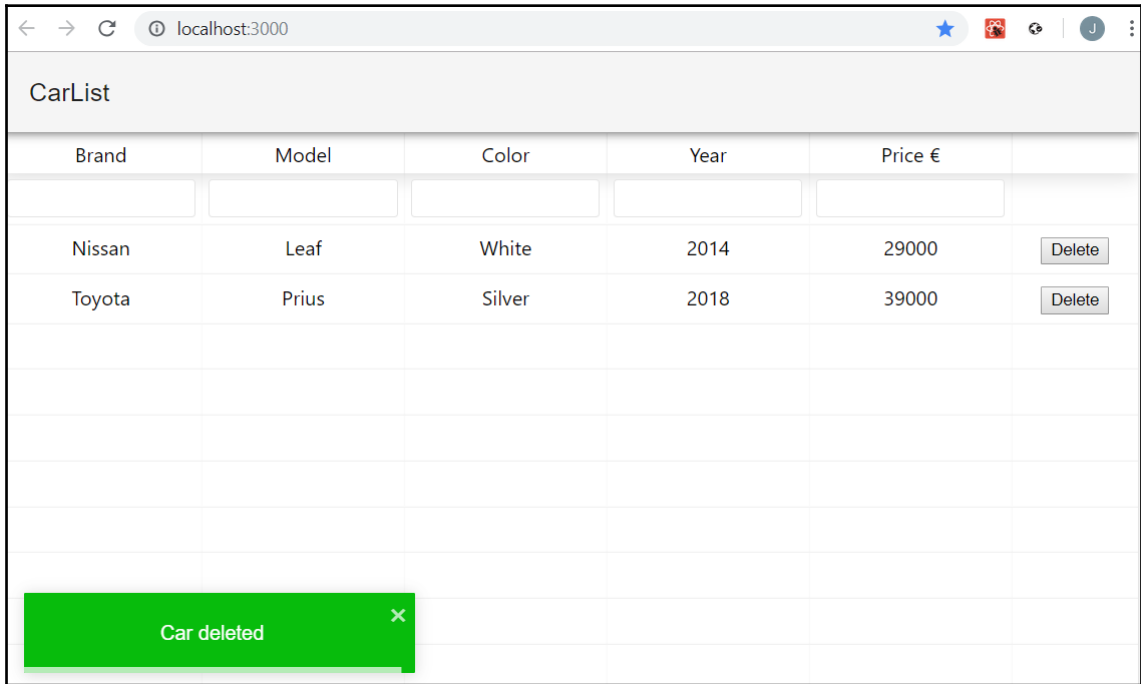 localhost:3000
J
CarList
Brand Model Color Year Price €
Nissan Leaf White 2014 29000 Delete
Toyota Prius Silver 2018 39000 Delete
Car deleted